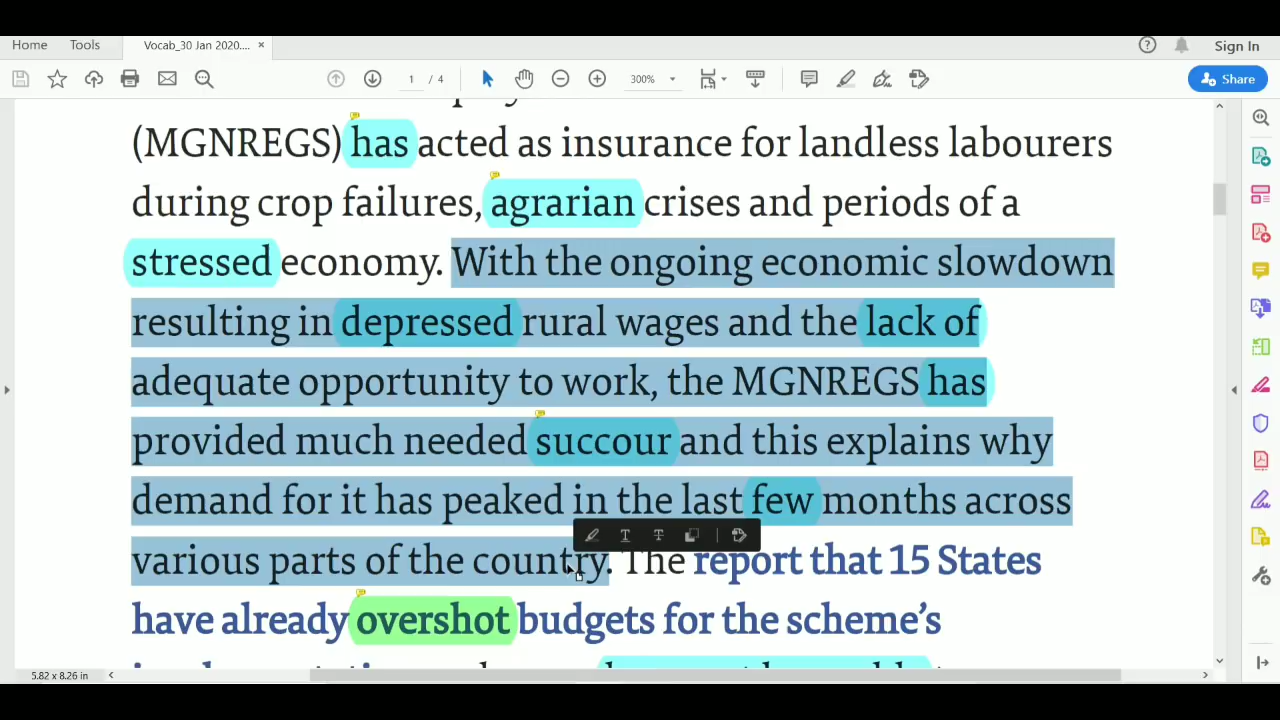 Home Tools Vocab_30 Jan 2020.... × Sign In
1 / 4 300% Share
(MGNREGS) has acted as insurance for landless labourers
during crop failures, agrarian crises and periods of a
stressed economy. With the ongoing economic slowdown
resulting in depressed rural wages and the lack of
adequate opportunity to work, the MGNREGS has
provided much needed succour and this explains why
demand for it has peaked in the last few months across
various parts of the country. The report that 15 States
have already overshot budgets for the scheme’s
5.82 x 8.26 in